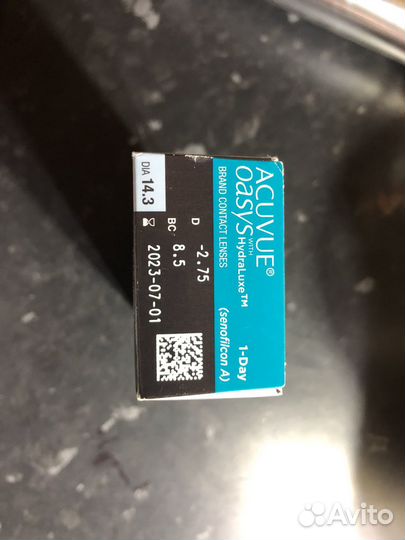 ACUVUE®
oasys WITH HydraLuxe™ 1-Day
BRAND CONTACT LENSES (senofilcon A)
D -2.75
DIA 14.3 BC 8.5
2023-07-01
Avito